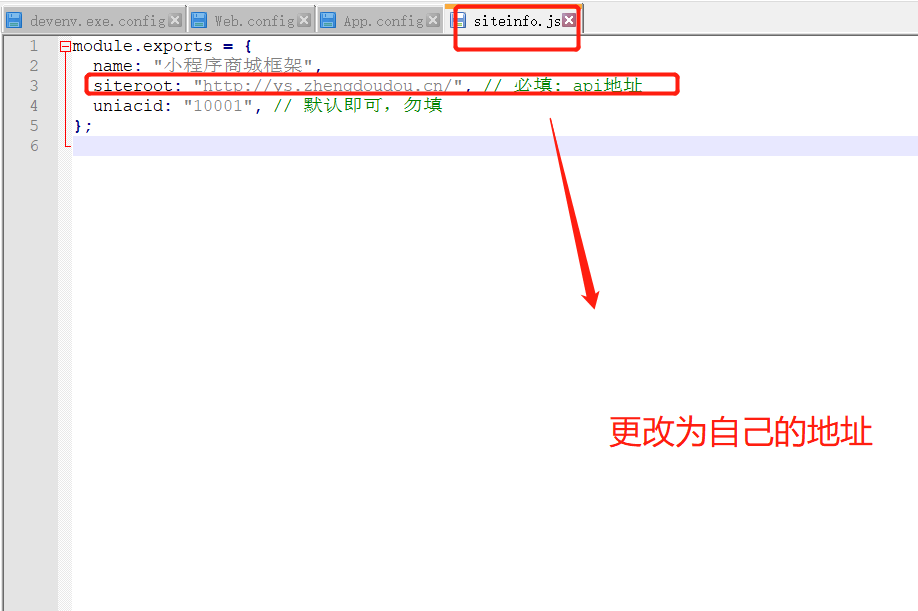 devenv.exe.config Web.config App.config siteinfo.js
1 module.exports = {
2 name: "小程序商城框架",
3 siteroot: "http://ys.zhengdoudou.cn/", // 必填: api地址
4 uniacid: "10001", // 默认即可，勿填
5 };
6
更改为自己的地址